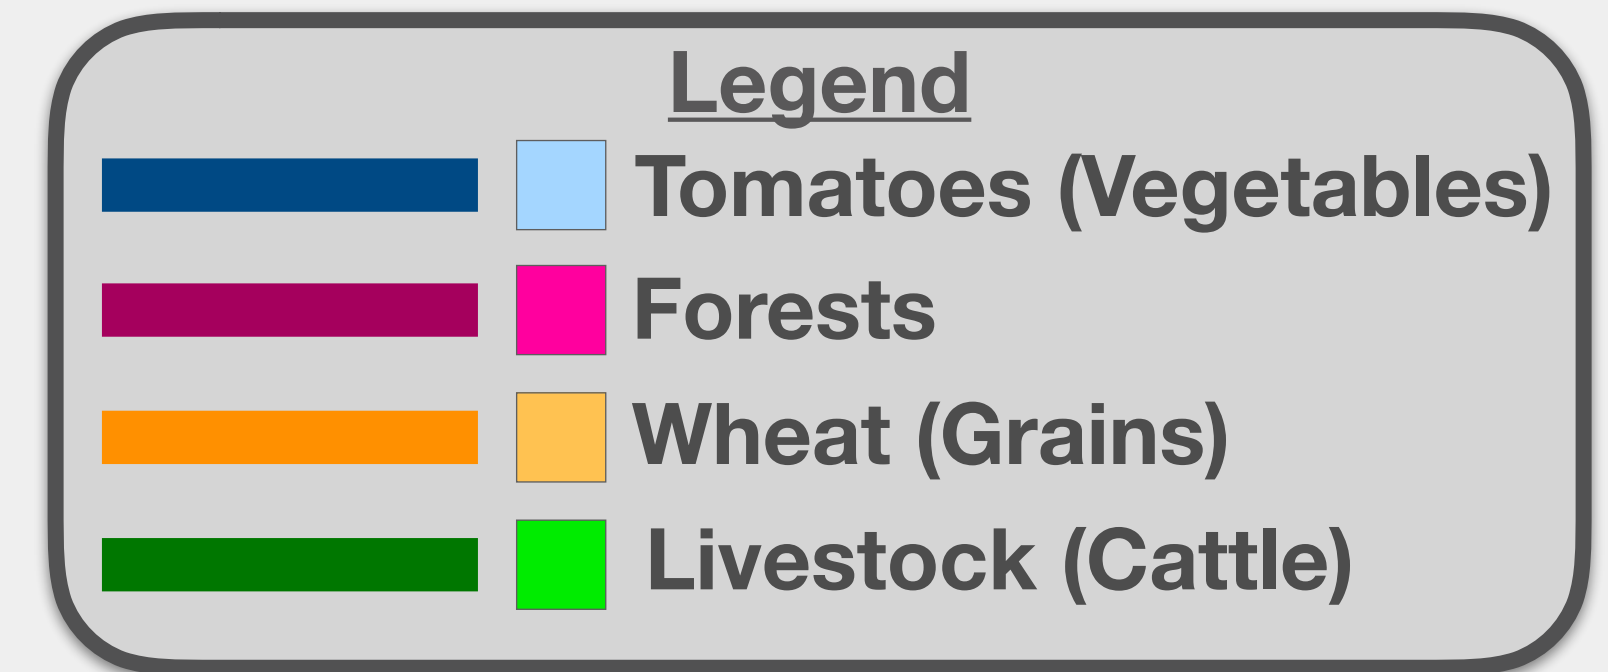 Legend
Tomatoes (Vegetables)
Forests
Wheat (Grains)
Livestock (Cattle)